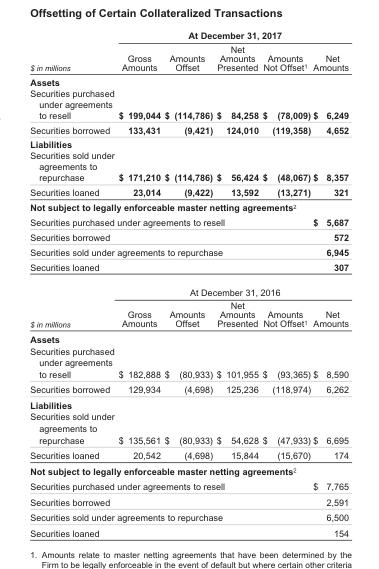 Offsetting of Certain Collateralized Transactions
At December 31, 2017
$ in millions Gross Amounts Amounts Offset Net Amounts Presented Amounts Not Offset1 Net Amounts
Assets
Securities purchased
under agreements
to resell $ 199,044 $ (114,786) $ 84,258 $ (78,009) $ 6,249
Securities borrowed 133,431 (9,421) 124,010 (119,358) 4,652
Liabilities
Securities sold under
agreements to
repurchase $ 171,210 $ (114,786) $ 56,424 $ (48,067) $ 8,357
Securities loaned 23,014 (9,422) 13,592 (13,271) 321
Not subject to legally enforceable master netting agreements2
Securities purchased under agreements to resell $ 5,687
Securities borrowed 572
Securities sold under agreements to repurchase 6,945
Securities loaned 307
At December 31, 2016
$ in millions Gross Amounts Amounts Offset Net Amounts Presented Amounts Not Offset1 Net Amounts
Assets
Securities purchased
under agreements
to resell $ 182,888 $ (80,933) $ 101,955 $ (93,365) $ 8,590
Securities borrowed 129,934 (4,698) 125,236 (118,974) 6,262
Liabilities
Securities sold under
agreements to
repurchase $ 135,561 $ (80,933) $ 54,628 $ (47,933) $ 6,695
Securities loaned 20,542 (4,698) 15,844 (15,670) 174
Not subject to legally enforceable master netting agreements2
Securities purchased under agreements to resell $ 7,765
Securities borrowed 2,591
Securities sold under agreements to repurchase 6,500
Securities loaned 154
1. Amounts relate to master netting agreements that have been determined by the
Firm to be legally enforceable in the event of default but where certain other criteria